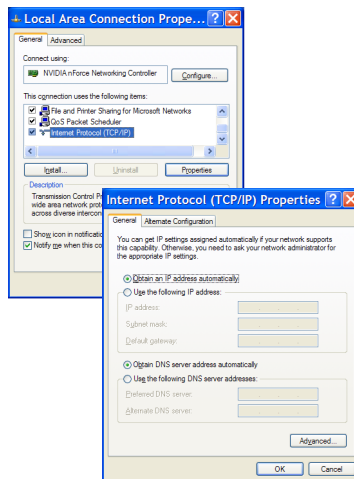 Local Area Connection Prope...
General Advanced
Connect using:
NVIDIA nForce Networking Controller
Configure...
This connection uses the following items:
File and Printer Sharing for Microsoft Networks
QoS Packet Scheduler
Internet Protocol (TCP/IP)
Install... Uninstall Properties
Description
Transmission Control P
wide area network prot
across diverse intercon
Show icon in notificatio
Notify me when this co
Internet Protocol (TCP/IP) Properties
General Alternate Configuration
You can get IP settings assigned automatically if your network supports
this capability. Otherwise, you need to ask your network administrator for
the appropriate IP settings.
Obtain an IP address automatically
Use the following IP address:
IP address:
Subnet mask:
Default gateway:
Obtain DNS server address automatically
Use the following DNS server addresses:
Preferred DNS server:
Alternate DNS server:
Advanced...
OK Cancel